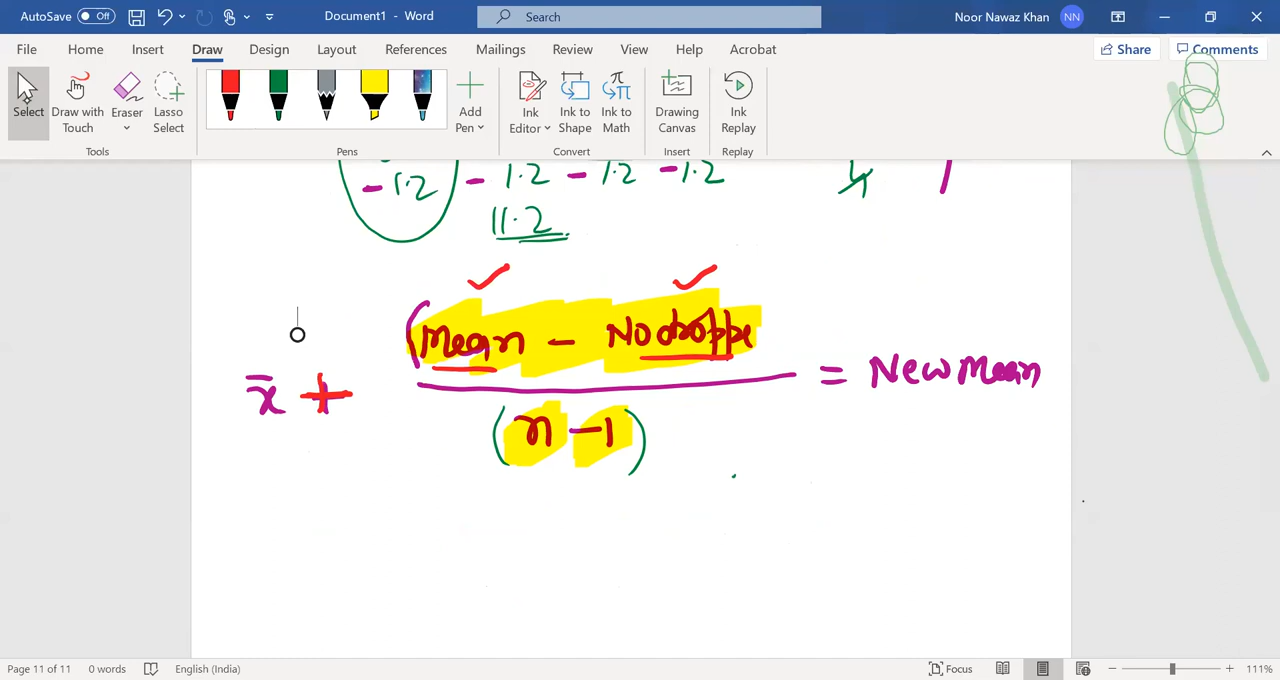 AutoSave Off Document1 - Word Search Noor Nawaz Khan NN
File Home Insert Draw Design Layout References Mailings Review View Help Acrobat Share Comments
Select Draw with Touch Eraser Lasso Select Add Pen Ink Editor Ink to Shape Ink to Math Drawing Canvas Ink Replay
Tools Pens Convert Insert Replay
- 1.2 - 1.2 - 1.2 - 1.2
11.2
(Mean - No droppe
x̄ + = New Mean
(n - 1)
Page 11 of 11 0 words English (India) Focus 111%